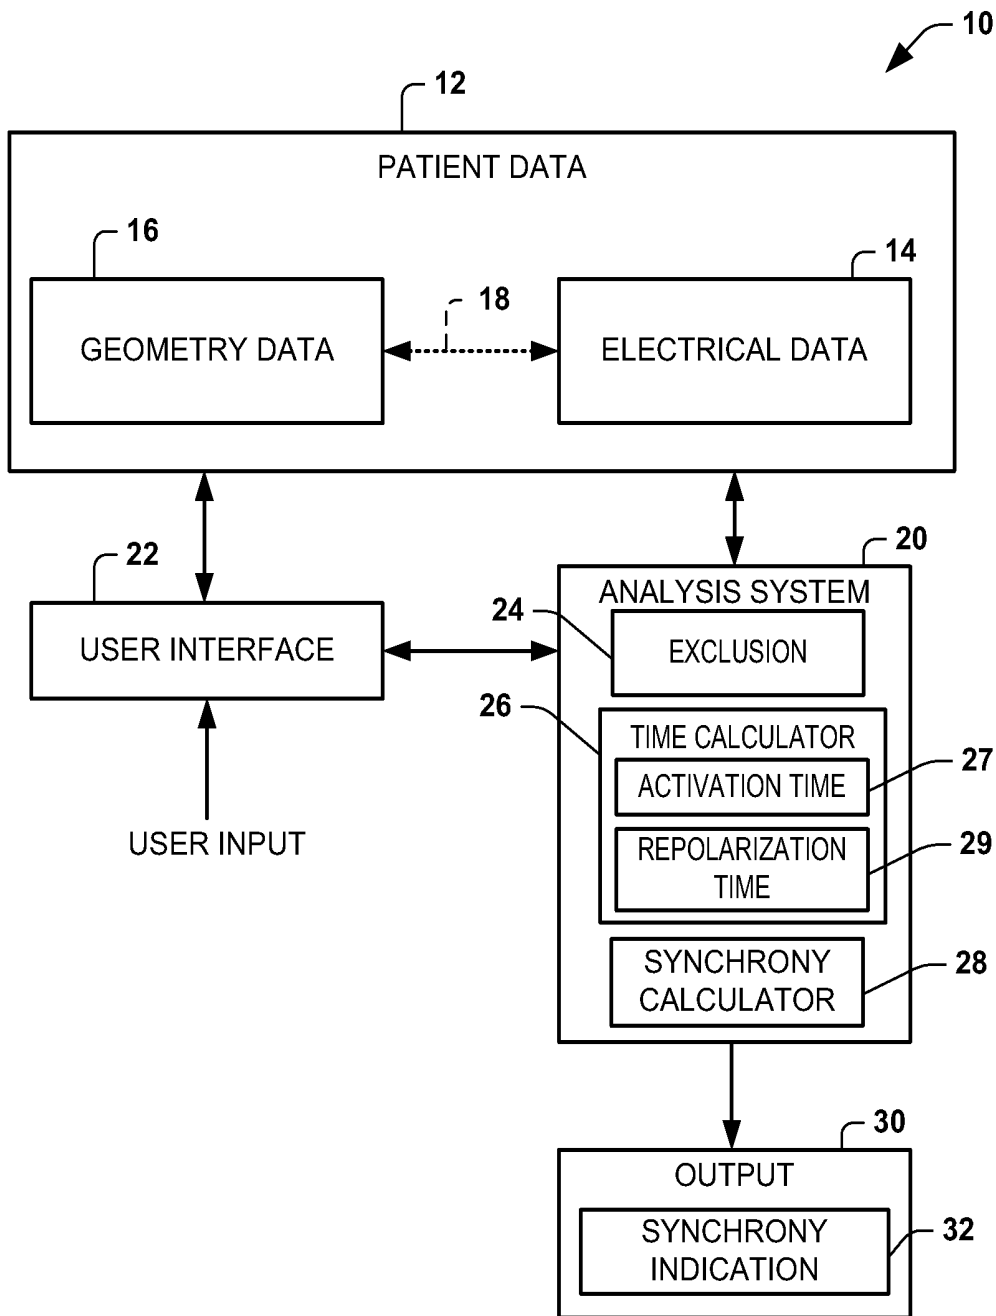 10
12
PATIENT DATA
16
14
18
GEOMETRY DATA
ELECTRICAL DATA
22
20
USER INTERFACE
ANALYSIS SYSTEM
24
EXCLUSION
26
TIME CALCULATOR
27
ACTIVATION TIME
USER INPUT
REPOLARIZATION
TIME
29
SYNCHRONY
CALCULATOR
28
30
OUTPUT
SYNCHRONY
INDICATION
32